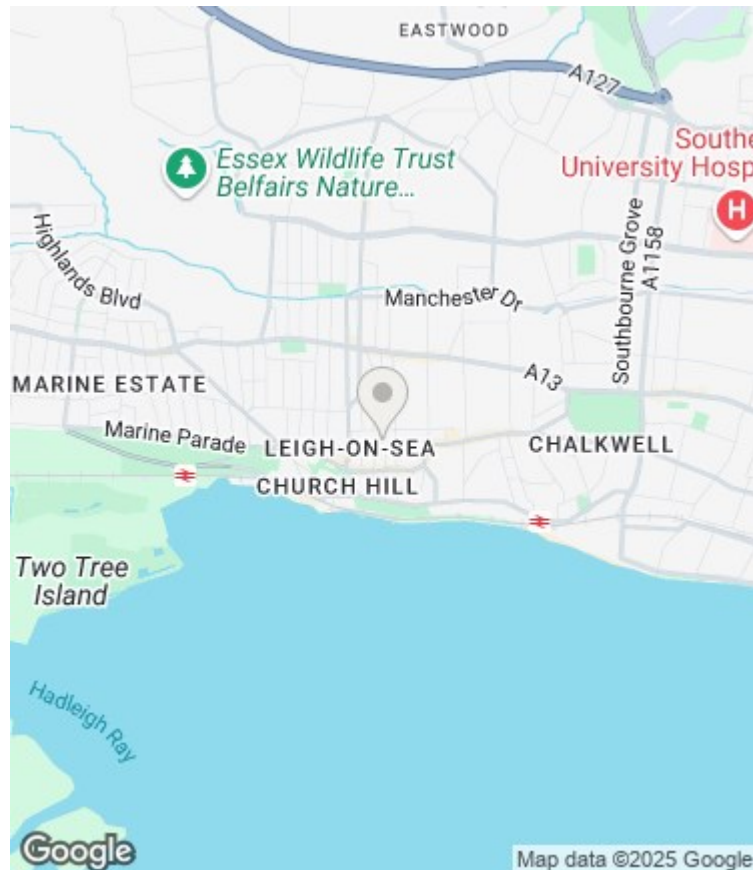 EASTWOOD
A127
Essex Wildlife Trust
Belfairs Nature...
Southe
University Hosp
H
Highlands Blvd
Southbourne Grove
A1158
Manchester Dr
A13
MARINE ESTATE
Marine Parade
LEIGH-ON-SEA
CHALKWELL
CHURCH HILL
Two Tree
Island
Hadleigh Ray
Google
Map data ©2025 Google